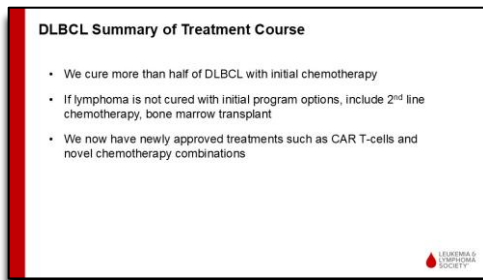 DLBCL Summary of Treatment Course
• We cure more than half of DLBCL with initial chemotherapy
• If lymphoma is not cured with initial program options, include 2nd line
chemotherapy, bone marrow transplant
• We now have newly approved treatments such as CAR T-cells and
novel chemotherapy combinations
LEUKEMIA &
LYMPHOMA
SOCIETY